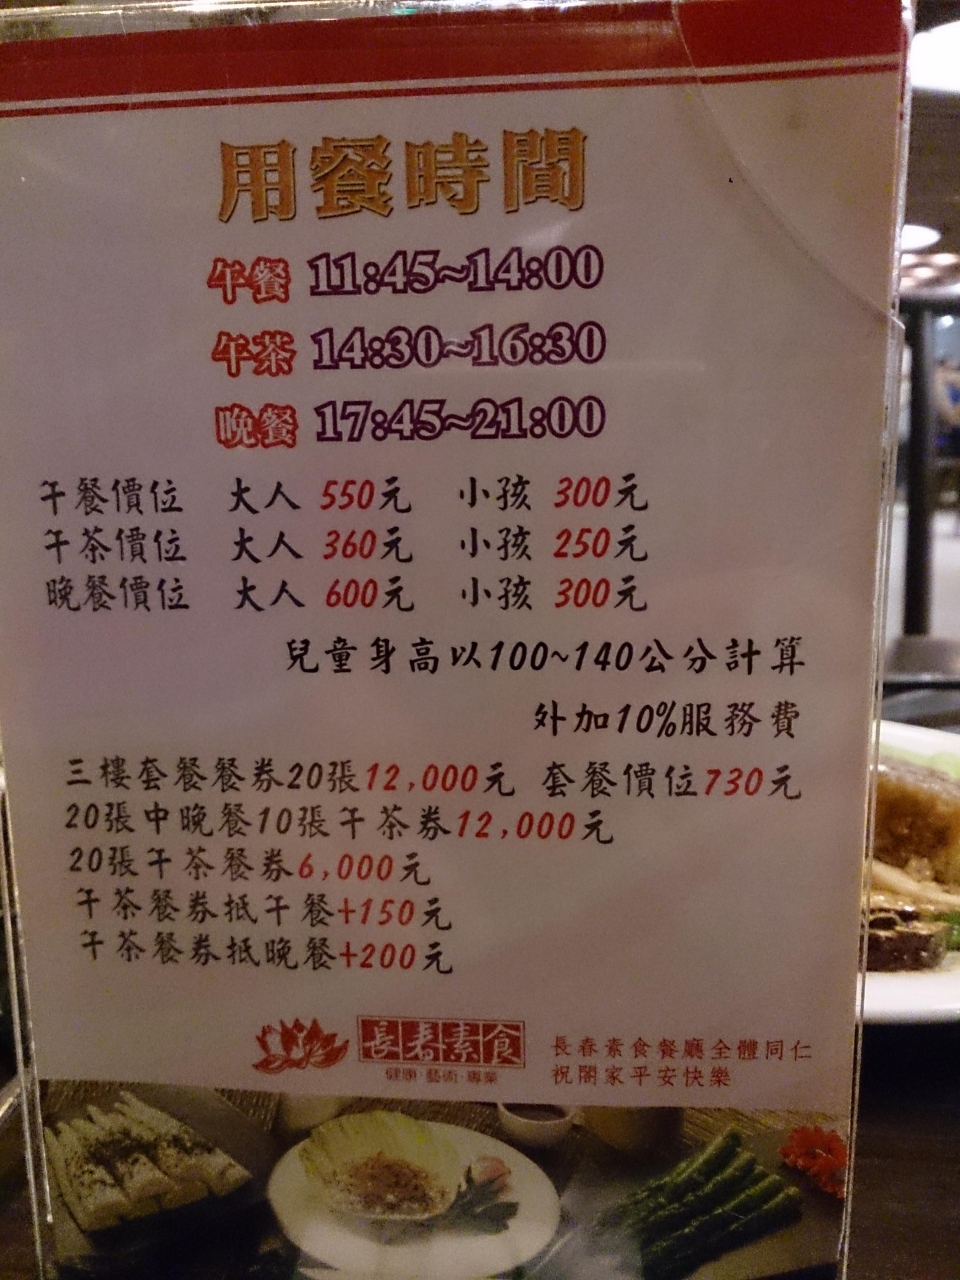 用餐時間
午餐 11:45~14:00
午茶 14:30~16:30
晚餐 17:45~21:00
午餐價位 大人 550元 小孩 300元
午茶價位 大人 360元 小孩 250元
晚餐價位 大人 600元 小孩 300元
兒童身高以100~140公分計算
外加10%服務費
三樓套餐餐券20張12,000元 套餐價位730元
20張中晚餐10張午茶券12,000元
20張午茶餐券6,000元
午茶餐券抵午餐+150元
午茶餐券抵晚餐+200元
長春素食
健康·藝術·專業
長春素食餐廳全體同仁
祝閤家平安快樂